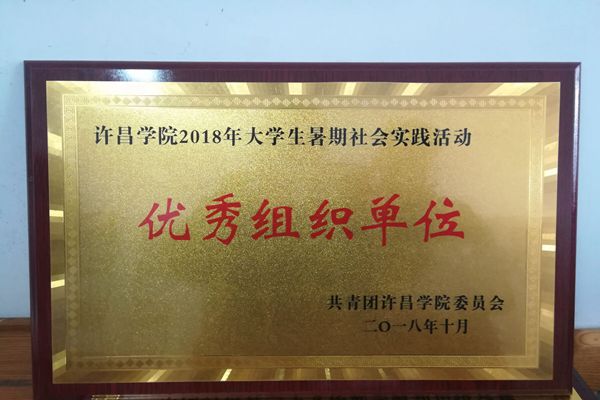 许昌学院2018年大学生暑期社会实践活动
优秀组织单位
共青团许昌学院委员会
二〇一八年十月